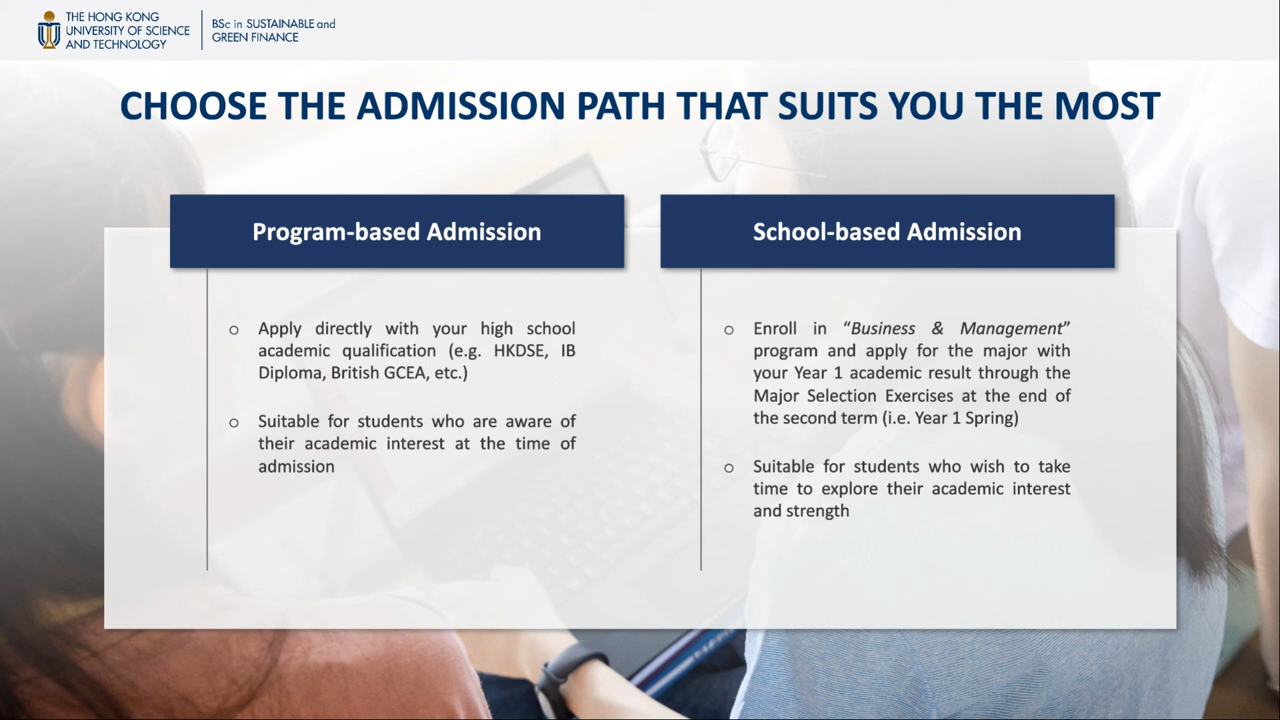 THE HONG KONG
UNIVERSITY OF SCIENCE
AND TECHNOLOGY
BSc in SUSTAINABLE and
GREEN FINANCE
CHOOSE THE ADMISSION PATH THAT SUITS YOU THE MOST
Program-based Admission
o Apply directly with your high school
academic qualification (e.g. HKDSE, IB
Diploma, British GCEA, etc.)
o Suitable for students who are aware of
their academic interest at the time of
admission
School-based Admission
o Enroll in “Business & Management”
program and apply for the major with
your Year 1 academic result through the
Major Selection Exercises at the end of
the second term (i.e. Year 1 Spring)
o Suitable for students who wish to take
time to explore their academic interest
and strength